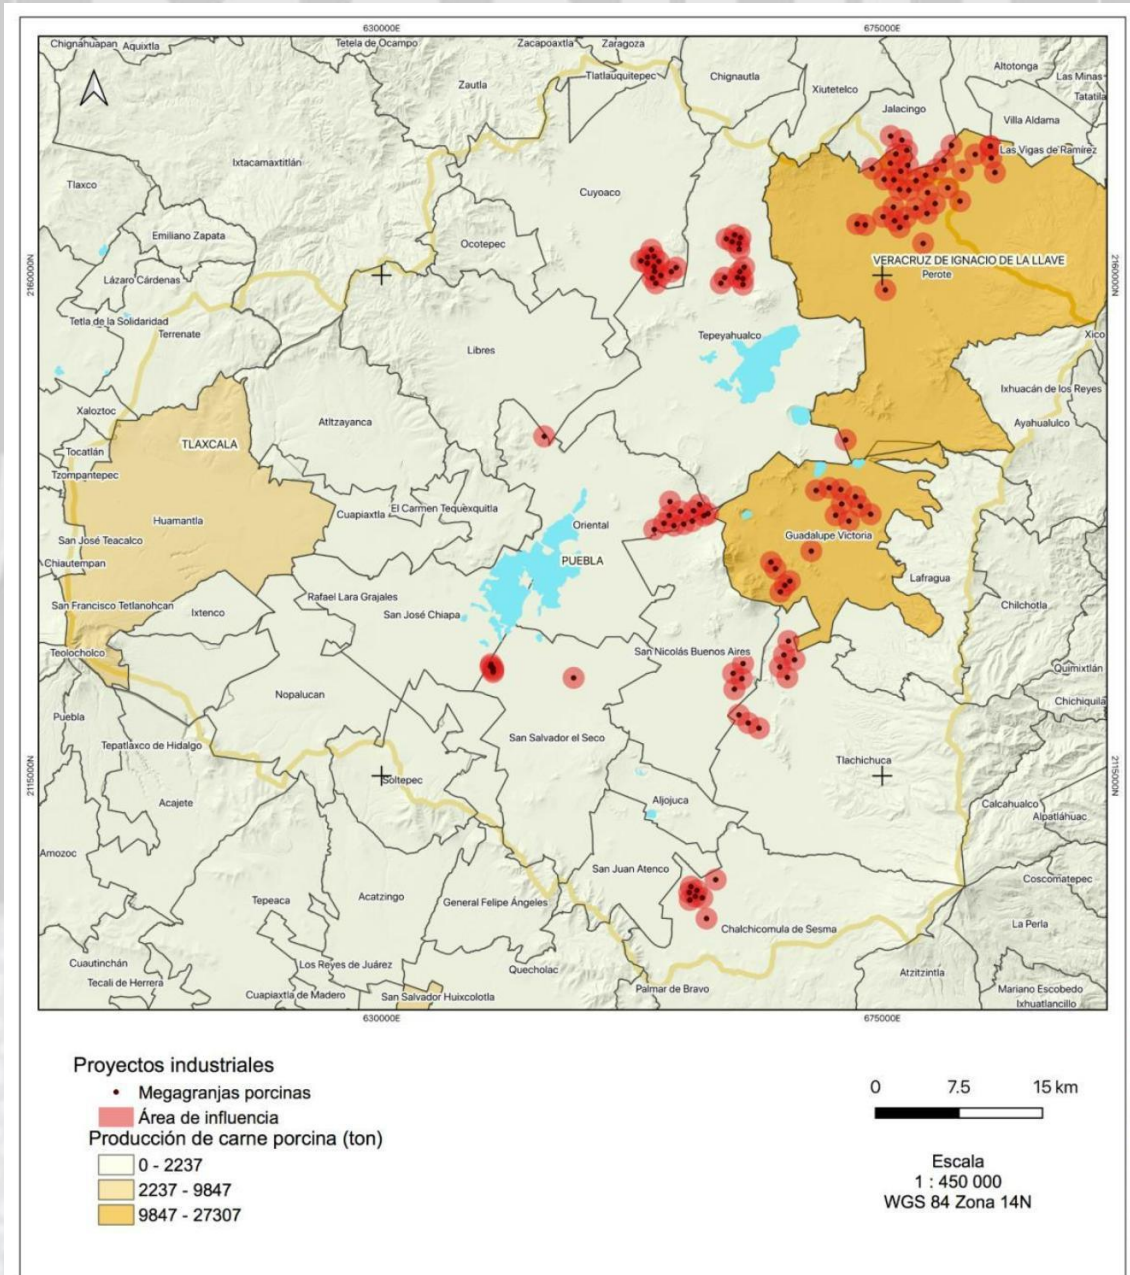 630000E
675000E
Chignahuapan
Aquixtla
Tetela de Ocampo
Zacapoaxtla
Zaragoza
Altotonga
Las Minas
Tatatila
Zautla
Tlatlauquitepec
Chignautla
Xiutetelco
Jalacingo
Villa Aldama
Las Vigas de Ramírez
Ixtacamaxtitlán
Tlaxco
Cuyoaco
Emiliano Zapata
Ocotepec
2160000N
2160000N
VERACRUZ DE IGNACIO DE LA LLAVE
Perote
Lázaro Cárdenas
Tetla de la Solidaridad
Terrenate
Tepeyahualco
Xico
Libres
Ixhuacán de los Reyes
Xaloztoc
Atltzayanca
Ayahualulco
TLAXCALA
Tocatlán
Tzompantepec
El Carmen Tequexquitla
Cuapiaxtla
Huamantla
Oriental
Guadalupe Victoria
San José Teacalco
Chiautempan
PUEBLA
Lafragua
San Francisco Tetlanohcan
Ixtenco
Rafael Lara Grajales
San José Chiapa
Chilchotla
Teolocholco
San Nicolás Buenos Aires
Quimixtlán
Nopalucan
Chichiquilá
Puebla
Tepatlaxco de Hidalgo
San Salvador el Seco
Tlachichuca
2115000N
2115000N
Soltepec
Acajete
Aljojuca
Calcahualco
Alpatláhuac
Amozoc
San Juan Atenco
Coscomatepec
Tepeaca
Acatzingo
General Felipe Ángeles
La Perla
Chalchicomula de Sesma
Cuautinchán
Los Reyes de Juárez
Quecholac
Atzitzintla
Tecali de Herrera
Cuapiaxtla de Madero
San Salvador Huixcolotla
Palmar de Bravo
Mariano Escobedo
Ixhuatlancillo
630000E
675000E
Proyectos industriales
Megagranjas porcinas
Área de influencia
Producción de carne porcina (ton)
0 - 2237
2237 - 9847
9847 - 27307
0 7.5 15 km
Escala
1 : 450 000
WGS 84 Zona 14N